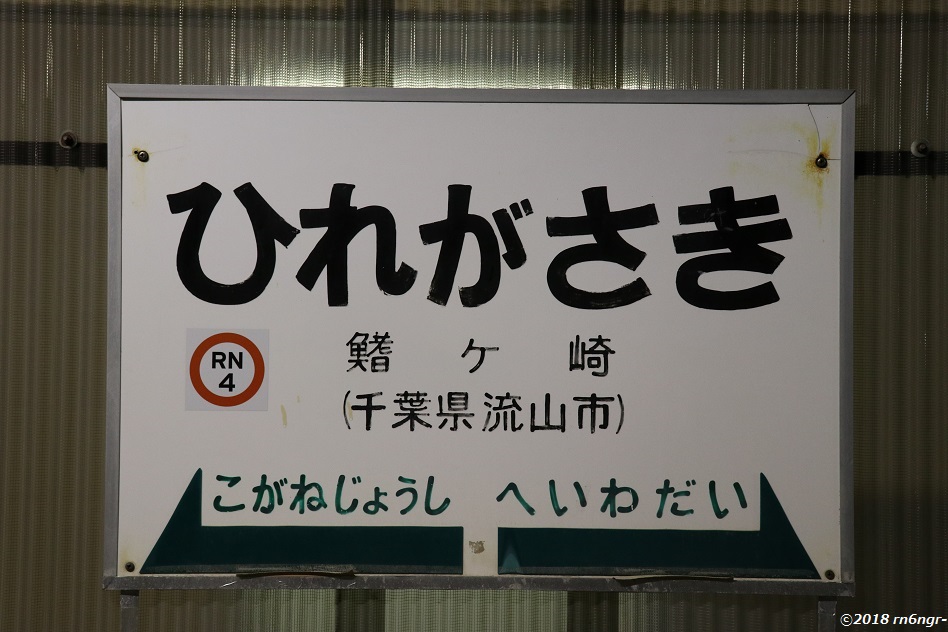 ひれがさき
RN
4
鰭ケ崎
(千葉県流山市)
こがねじょうし へいわだい
©2018 rn6ngr-